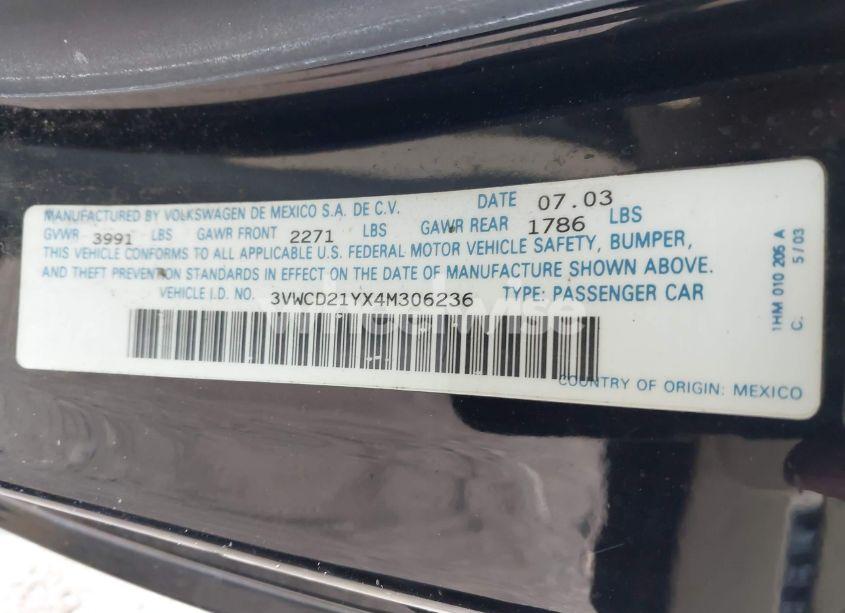 MANUFACTURED BY VOLKSWAGEN DE MEXICO S.A. DE C.V. DATE 07.03
GVWR 3991 LBS GAWR FRONT 2271 LBS GAWR REAR 1786 LBS
THIS VEHICLE CONFORMS TO ALL APPLICABLE U.S. FEDERAL MOTOR VEHICLE SAFETY, BUMPER,
AND THEFT PREVENTION STANDARDS IN EFFECT ON THE DATE OF MANUFACTURE SHOWN ABOVE.
VEHICLE I.D. NO. 3VWCD21YX4M306236 TYPE: PASSENGER CAR
COUNTRY OF ORIGIN: MEXICO
1HM 010 205 A
C. 5/03